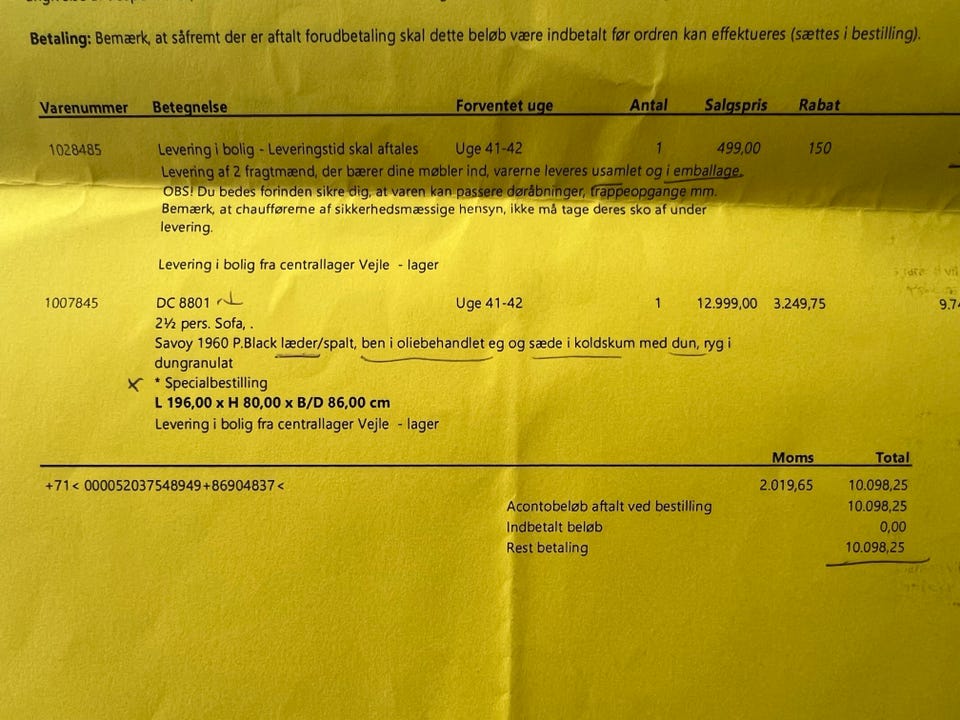 Betaling: Bemærk, at såfremt der er aftalt forudbetaling skal dette beløb være indbetalt før ordren kan effektueres (sættes i bestilling).
Varenummer Betegnelse Forventet uge Antal Salgspris Rabat
1028485 Levering i bolig - Leveringstid skal aftales Uge 41-42 1 499,00 150
Levering af 2 fragtmænd, der bærer dine møbler ind, varerne leveres usamlet og i emballage.
OBS! Du bedes forinden sikre dig, at varen kan passere døråbninger, trappeopgange mm.
Bemærk, at chaufførerne af sikkerhedsmæssige hensyn, ikke må tage deres sko af under
levering.
Levering i bolig fra centrallager Vejle - lager
1007845 DC 8801 Uge 41-42 1 12.999,00 3.249,75
2½ pers. Sofa, .
Savoy 1960 P.Black læder/spalt, ben i oliebehandlet eg og sæde i koldskum med dun, ryg i
dungranulat
* Specialbestilling
L 196,00 x H 80,00 x B/D 86,00 cm
Levering i bolig fra centrallager Vejle - lager
Moms Total
+71< 000052037548949+86904837< 2.019,65 10.098,25
Acontobeløb aftalt ved bestilling 10.098,25
Indbetalt beløb 0,00
Rest betaling 10.098,25